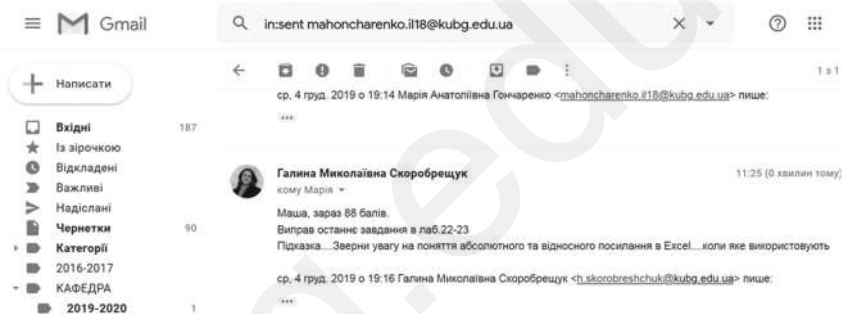 Gmail
in:sent mahoncharenko.il18@kubg.edu.ua
Написати
1 з 1
ср, 4 груд. 2019 о 19:14 Марія Анатоліївна Гончаренко <mahoncharenko.il18@kubg.edu.ua> пише:
Вхідні 187
Із зірочкою
Відкладені
Важливі
Надіслані
Чернетки 90
Категорії
2016-2017
КАФЕДРА
2019-2020 1
Галина Миколаївна Скоробрещук 11:25 (0 хвилин тому)
кому Марія
Маша, зараз 88 балів.
Виправ останнє завдання в лаб.22-23
Підказка....Зверни увагу на поняття абсолютного та відносного посилання в Excel....коли яке використовують
ср, 4 груд. 2019 о 19:16 Галина Миколаївна Скоробрещук <h.skorobreshchuk@kubg.edu.ua> пише: